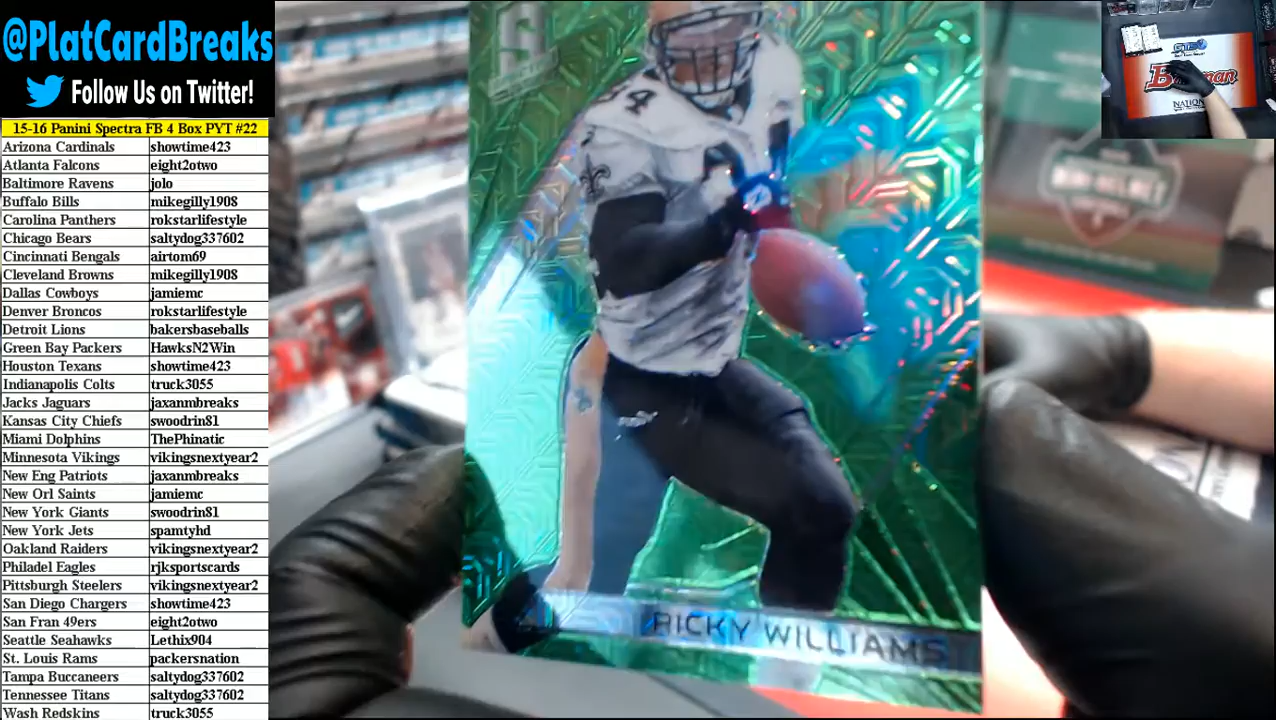 @PlatCardBreaks
Follow Us on Twitter!
15-16 Panini Spectra FB 4 Box PYT #22
Arizona Cardinals showtime423
Atlanta Falcons eight2otwo
Baltimore Ravens jolo
Buffalo Bills mikegilly1908
Carolina Panthers rokstarlifestyle
Chicago Bears saltydog337602
Cincinnati Bengals airtom69
Cleveland Browns mikegilly1908
Dallas Cowboys jamiemc
Denver Broncos rokstarlifestyle
Detroit Lions bakersbaseballs
Green Bay Packers HawksN2Win
Houston Texans showtime423
Indianapolis Colts truck3055
Jacks Jaguars jaxanmbreaks
Kansas City Chiefs swoodrin81
Miami Dolphins ThePhinatic
Minnesota Vikings vikingsnextyear2
New Eng Patriots jaxanmbreaks
New Orl Saints jamiemc
New York Giants swoodrin81
New York Jets spamtyhd
Oakland Raiders vikingsnextyear2
Philadel Eagles rjksportscards
Pittsburgh Steelers vikingsnextyear2
San Diego Chargers showtime423
San Fran 49ers eight2otwo
Seattle Seahawks Lethix904
St. Louis Rams packersnation
Tampa Buccaneers saltydog337602
Tennessee Titans saltydog337602
Wash Redskins truck3055
S
34
RICKY WILLIAMS
MINI-HELMET